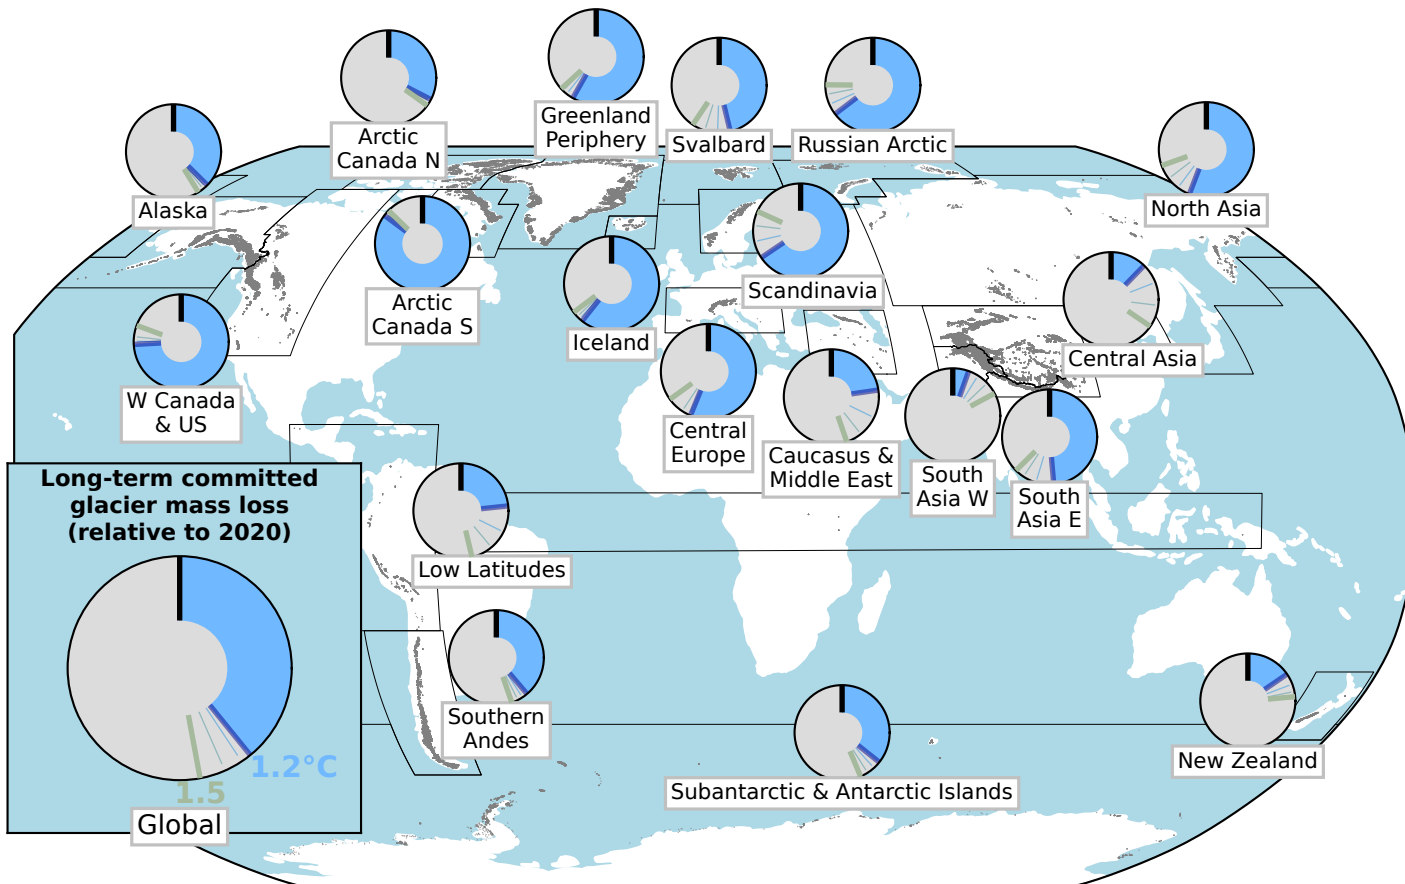 Arctic
Canada N
Greenland
Periphery
Svalbard
Russian Arctic
Alaska
North Asia
Arctic
Canada S
Scandinavia
Iceland
Central Asia
W Canada
& US
Central
Europe
Caucasus &
Middle East
South
Asia W
South
Asia E
Long-term committed
glacier mass loss
(relative to 2020)
1.2°C
1.5
Global
Low Latitudes
Southern
Andes
Subantarctic & Antarctic Islands
New Zealand